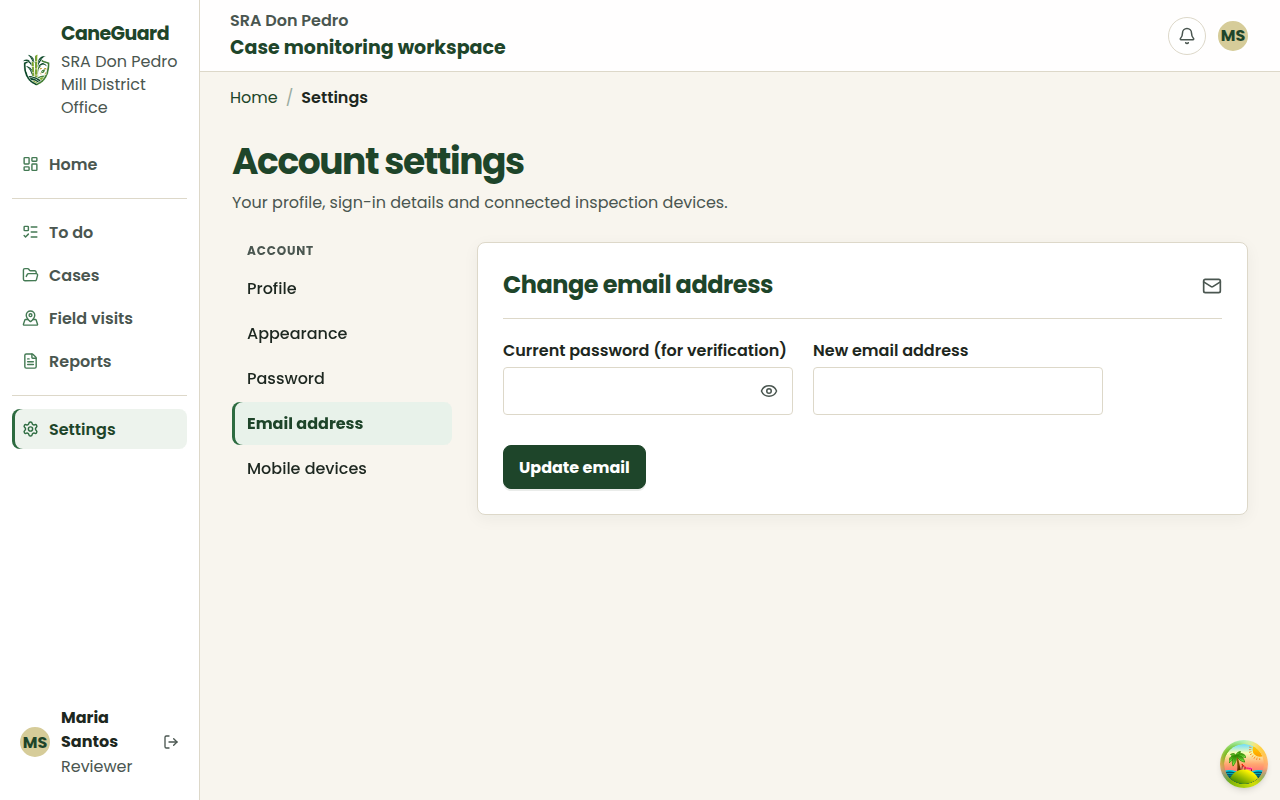 CaneGuard
SRA Don Pedro
Mill District
Office
Home
To do
Cases
Field visits
Reports
Settings
Maria
Santos
Reviewer
MS
SRA Don Pedro
Case monitoring workspace
MS
Home / Settings
Account settings
Your profile, sign-in details and connected inspection devices.
ACCOUNT
Profile
Appearance
Password
Email address
Mobile devices
Change email address
Current password (for verification)
New email address
Update email